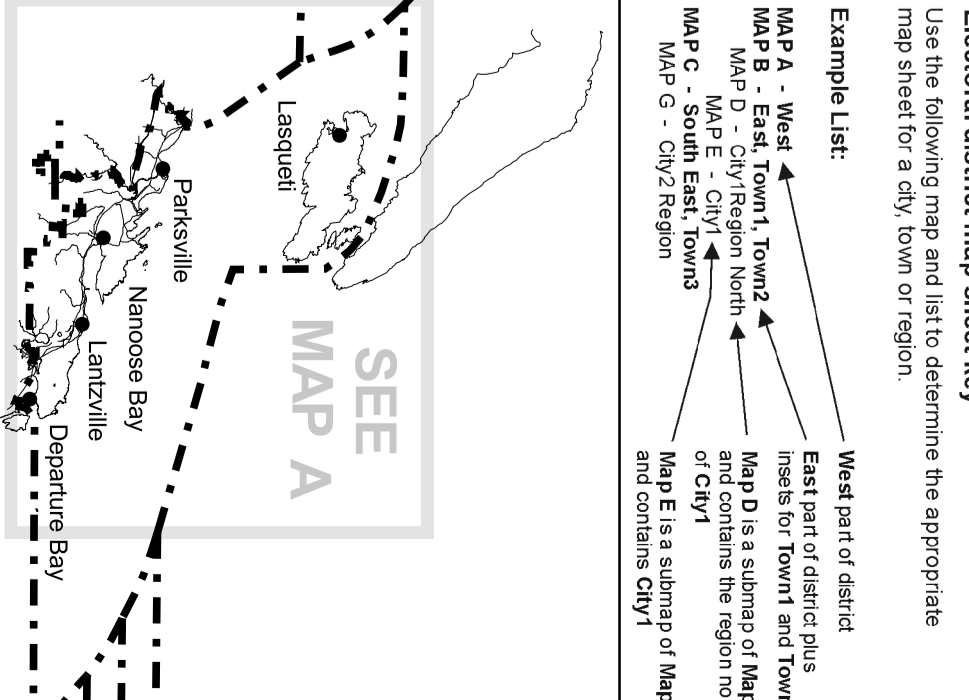 Electoral district map sheet key
Use the following map and list to determine the appropriate
map sheet for a city, town or region.
Example List:
MAP A - West
MAP B - East, Town1, Town2
MAP D - City1Region North
MAP E - City1
MAP C - South East, Town3
MAP G - City2 Region
West part of district
East part of district plus
insets for Town1 and
Map D is a submap of
and contains the region
of City1
Map E is a submap of
and contains City1
SEE
MAP A
Lasqueti
Parksville
Nanoose Bay
Lantzville
Departure Bay